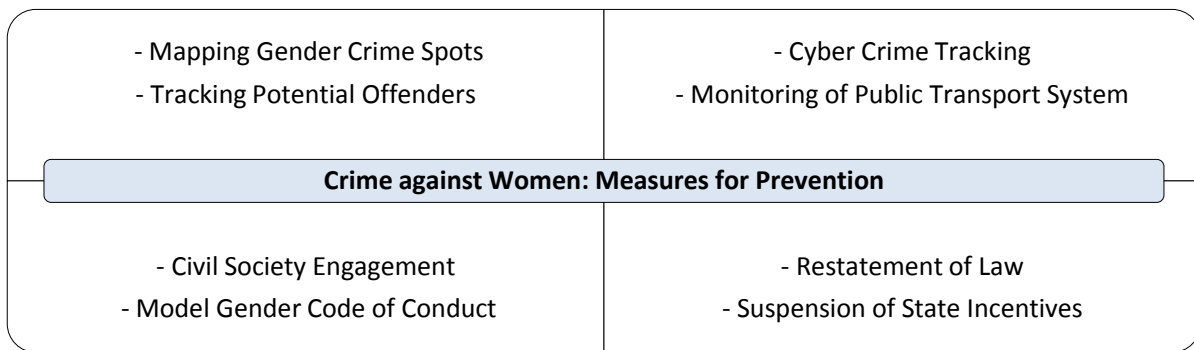 - Mapping Gender Crime Spots
- Tracking Potential Offenders
- Cyber Crime Tracking
- Monitoring of Public Transport System
Crime against Women: Measures for Prevention
- Civil Society Engagement
- Model Gender Code of Conduct
- Restatement of Law
- Suspension of State Incentives